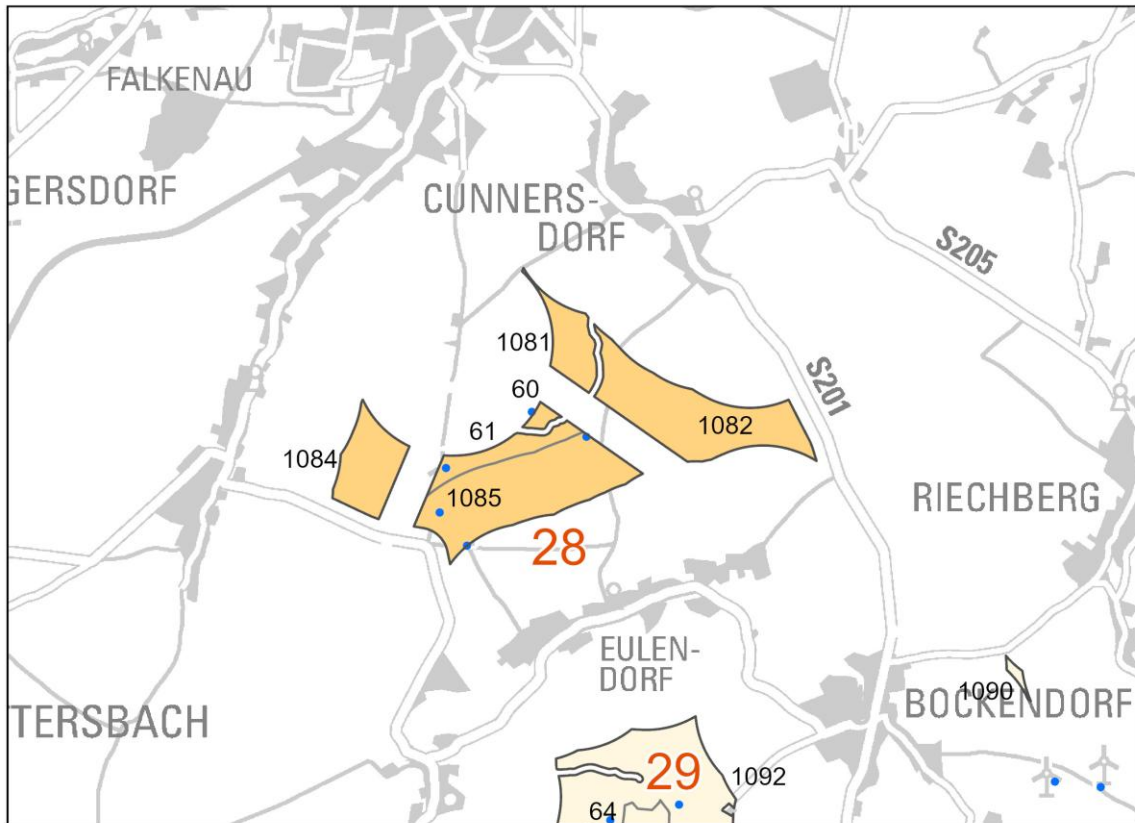 FALKENAU
GERSDORF
CUNNERS-
DORF
S205
1081
S201
60
61
1082
1084
1085
RIECHBERG
28
EULEN-
DORF
1090
BOCKENDORF
TERSBACH
29
1092
64